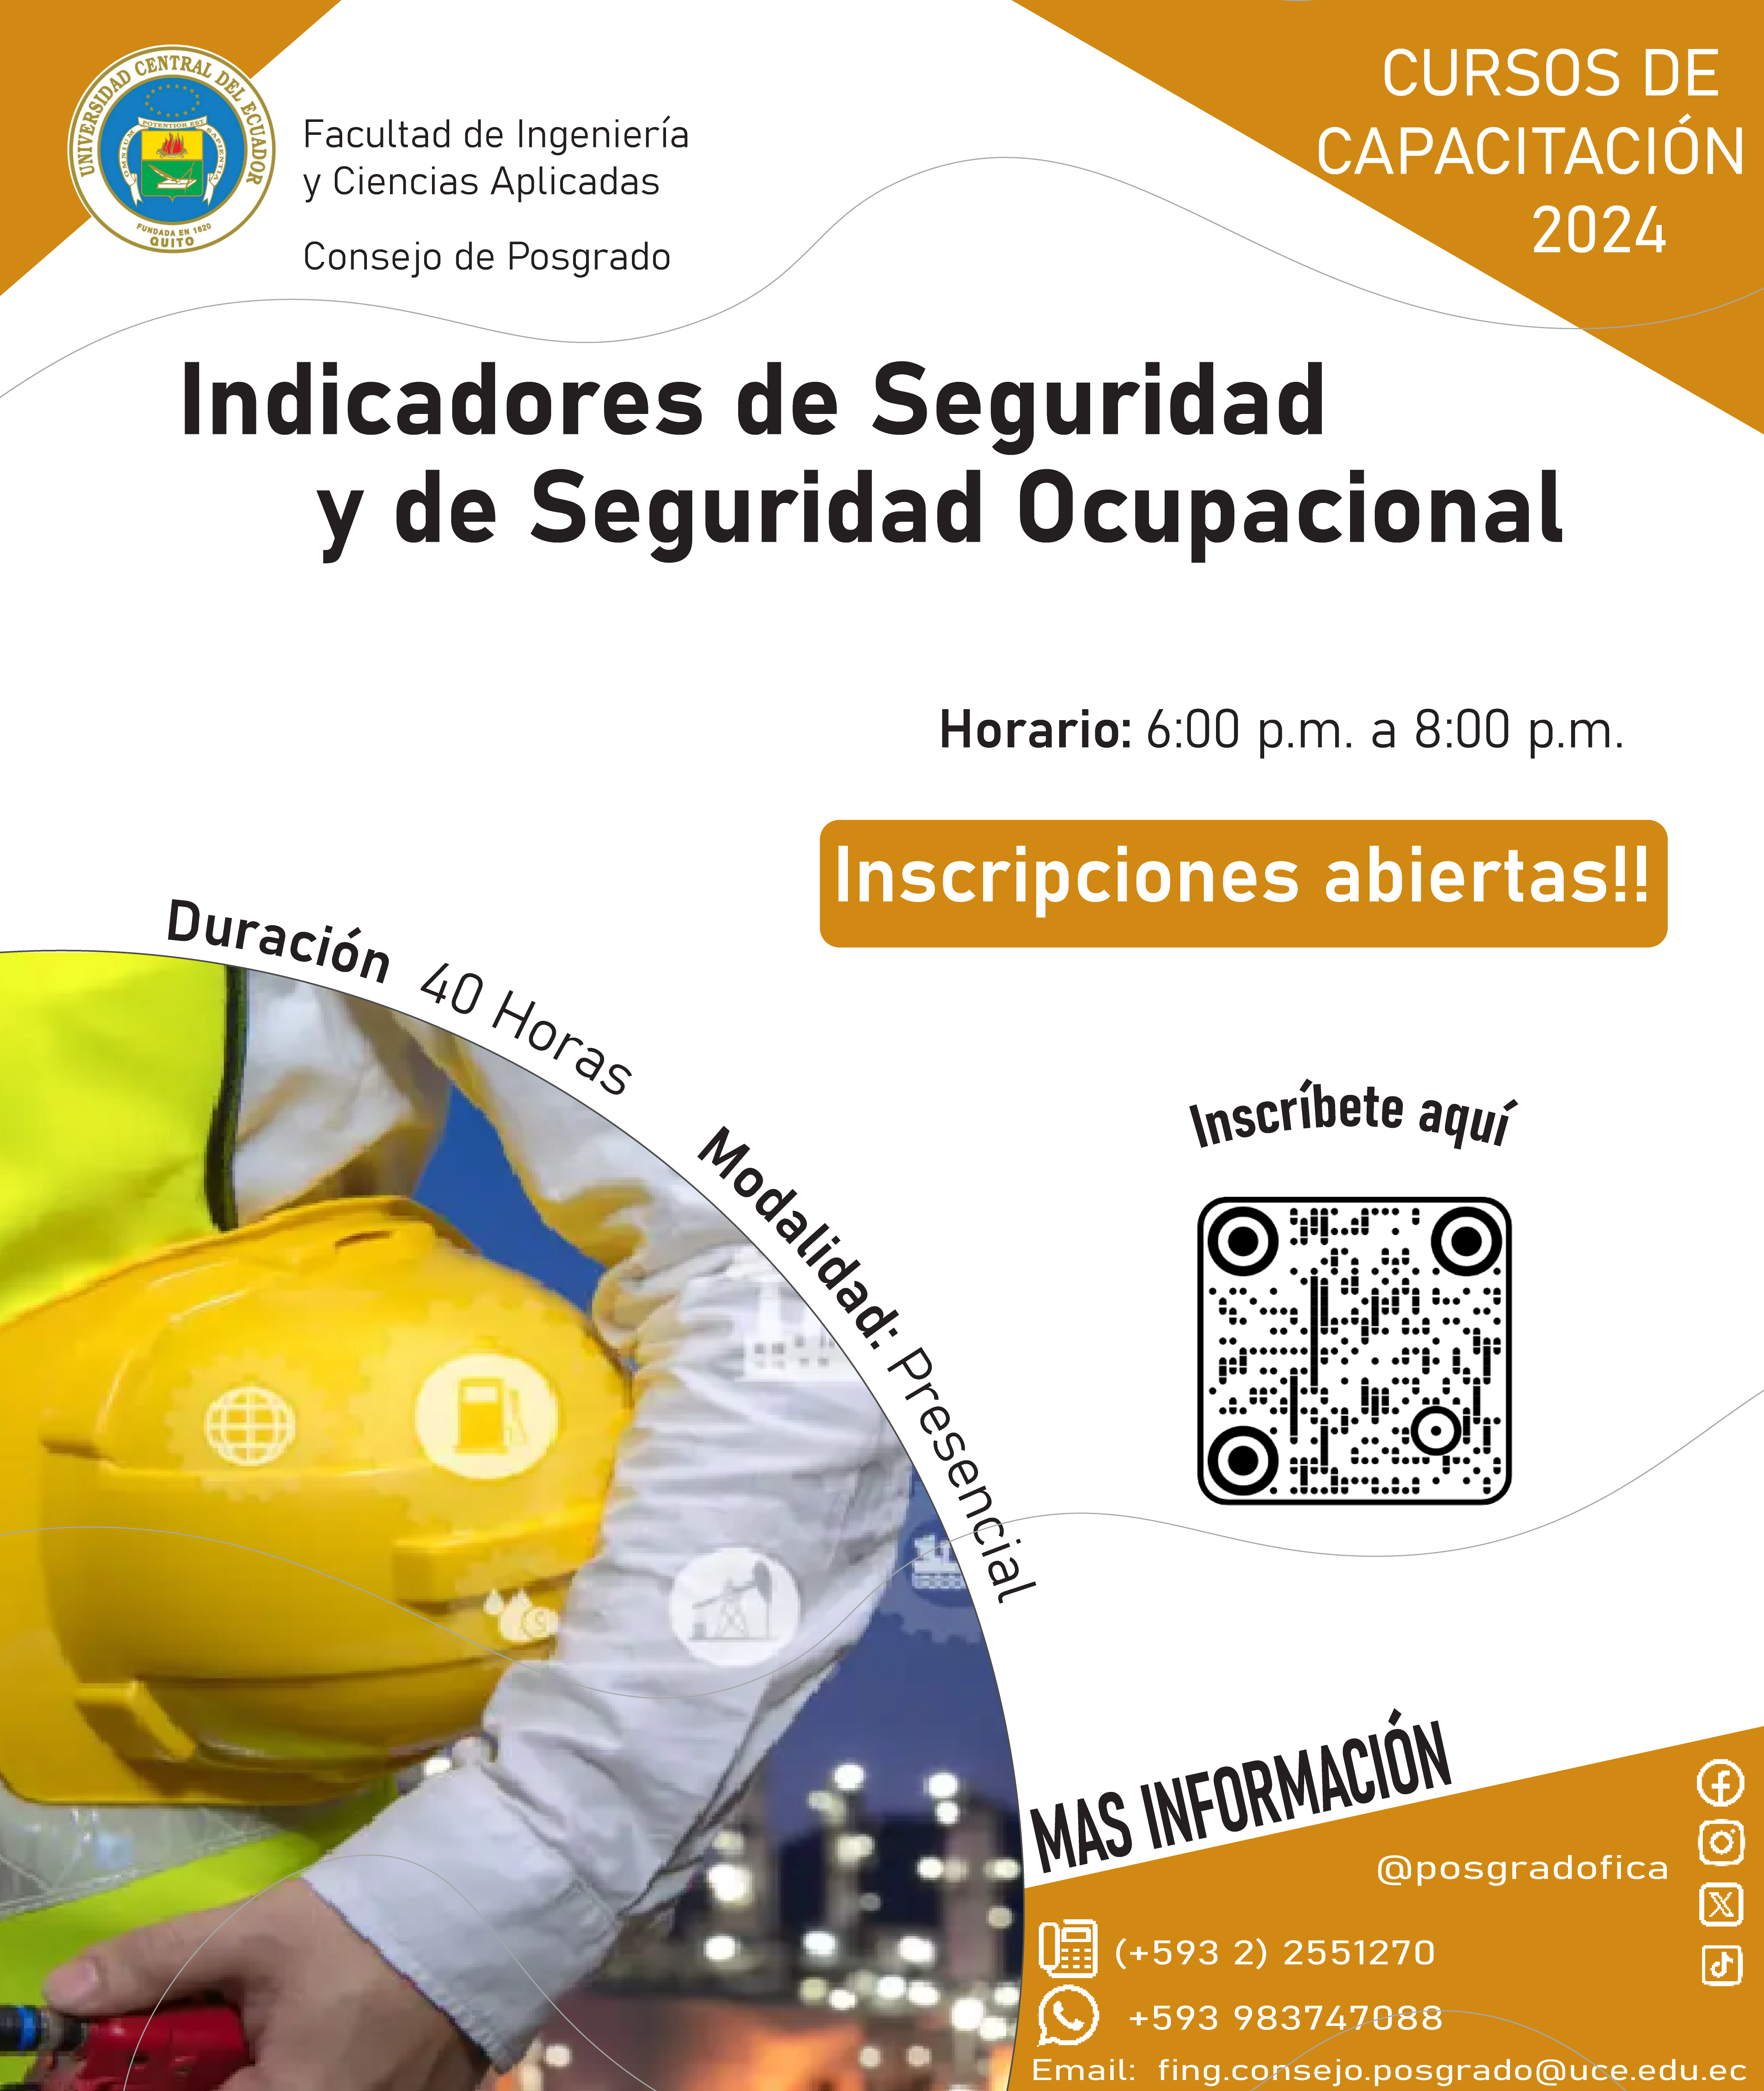 UNIVERSIDAD CENTRAL DEL ECUADOR
OMNIUM POTENTIOR EST SAPIENTIA
FUNDADA EN 1620
QUITO
Facultad de Ingeniería
y Ciencias Aplicadas
Consejo de Posgrado
CURSOS DE
CAPACITACIÓN
2024
Indicadores de Seguridad
y de Seguridad Ocupacional
Horario: 6:00 p.m. a 8:00 p.m.
Inscripciones abiertas!!
Duración 40 Horas
Modalidad: Presencial
Inscríbete aquí
MAS INFORMACIÓN
@posgradofica
(+593 2) 2551270
+593 983747088
Email: fing.consejo.posgrado@uce.edu.ec